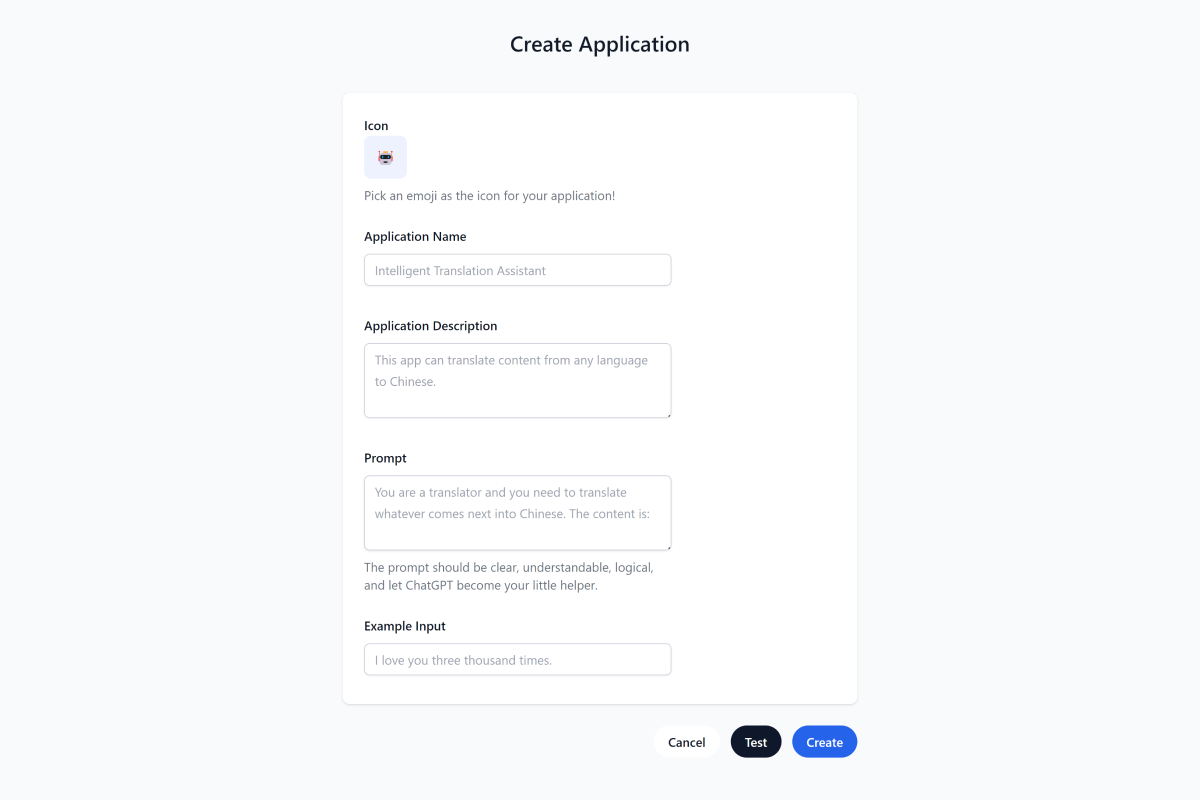 Create Application
Icon
Pick an emoji as the icon for your application!
Application Name
Intelligent Translation Assistant
Application Description
This app can translate content from any language
to Chinese.
Prompt
You are a translator and you need to translate
whatever comes next into Chinese. The content is:
The prompt should be clear, understandable, logical,
and let ChatGPT become your little helper.
Example Input
I love you three thousand times.
Cancel
Test
Create